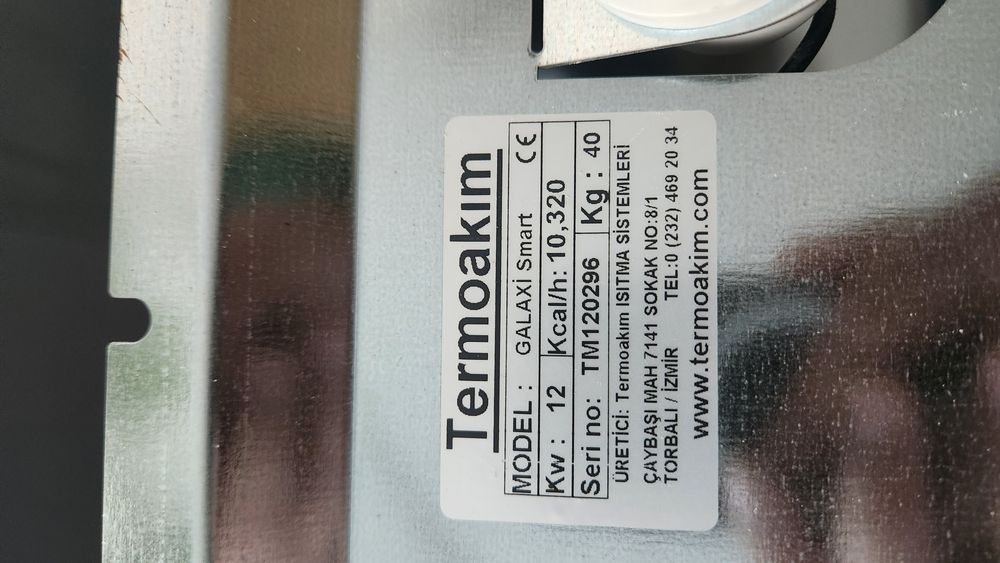 Termoakım
MODEL : GALAXİ Smart CE
Kw : 12 Kcal/h: 10,320
Seri no: TM120296 Kg : 40
ÜRETİCİ: Termoakım ISITMA SİSTEMLERİ
ÇAYBAŞI MAH 7141 SOKAK NO:8/1
TORBALI / İZMİR TEL:0 (232) 469 20 34
www.termoakim.com